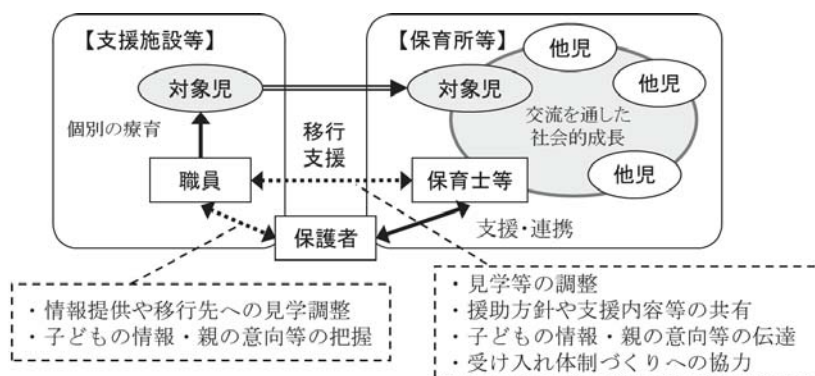 【支援施設等】
【保育所等】
他児
対象児
対象児
他児
個別の療育
移行
支援
交流を通した
社会的成長
職員
保育士等
他児
保護者
支援・連携
・情報提供や移行先への見学調整
・子どもの情報・親の意向等の把握
・見学等の調整
・援助方針や支援内容等の共有
・子どもの情報・親の意向等の伝達
・受け入れ体制づくりへの協力